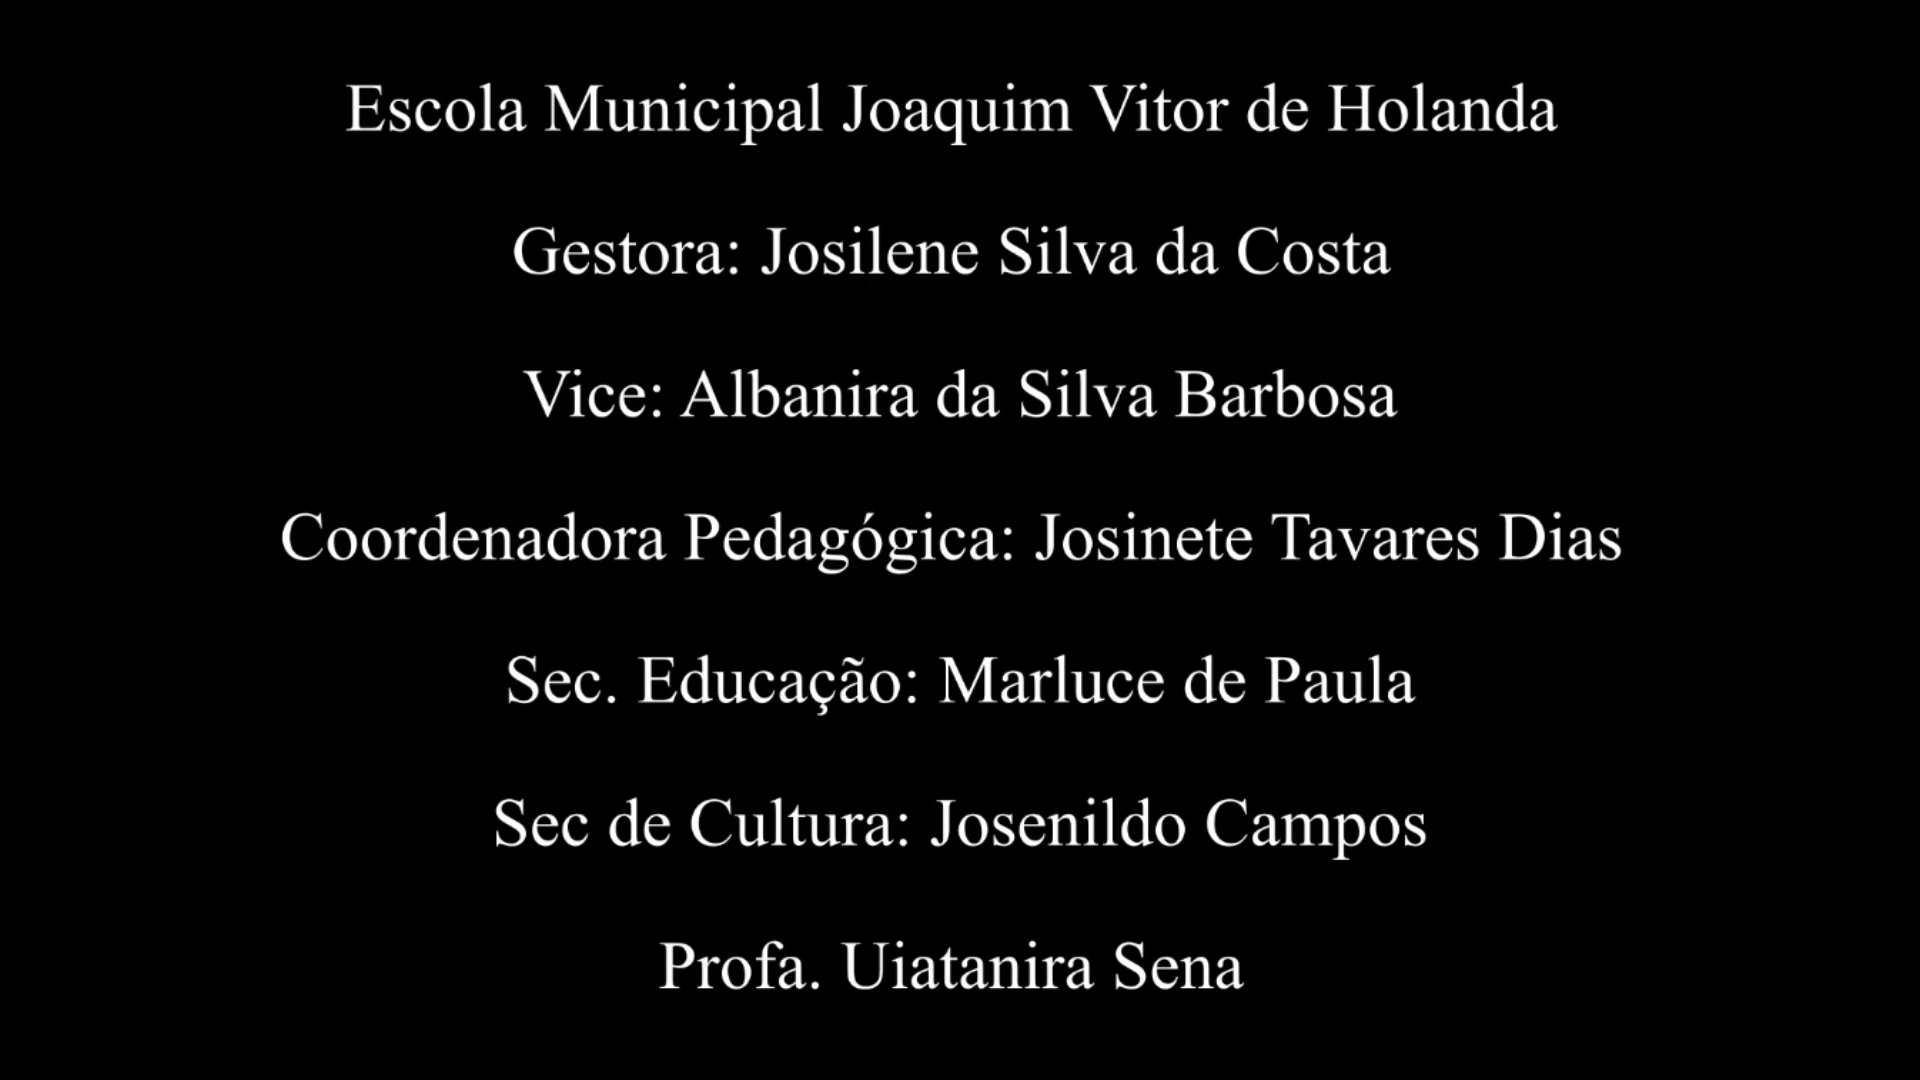 Escola Municipal Joaquim Vitor de Holanda
Gestora: Josilene Silva da Costa
Vice: Albanira da Silva Barbosa
Coordenadora Pedagógica: Josinete Tavares Dias
Sec. Educação: Marluce de Paula
Sec de Cultura: Josenildo Campos
Profa. Uiatanira Sena